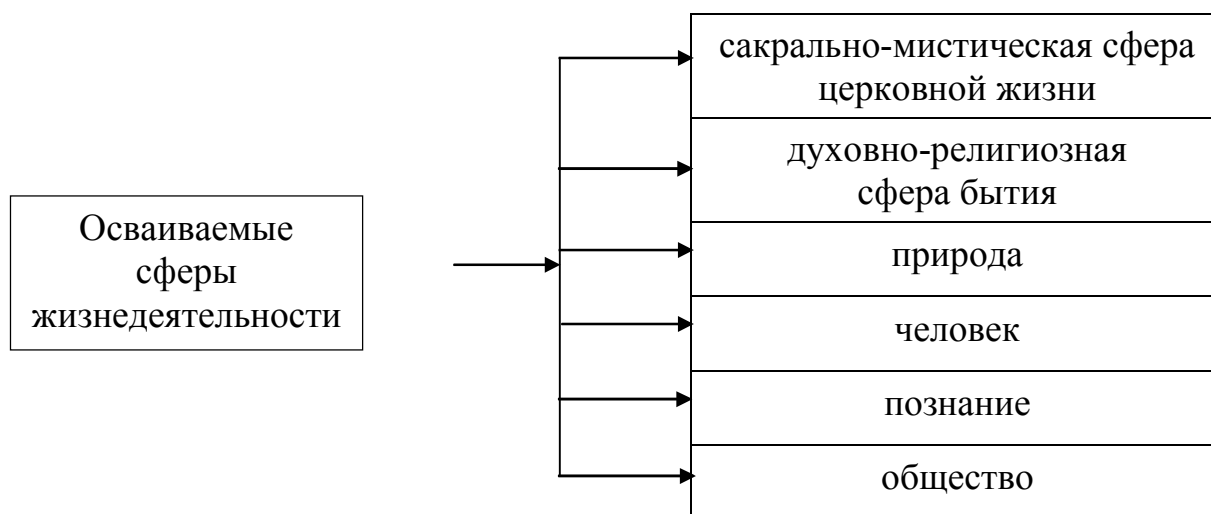 Осваиваемые
сферы
жизнедеятельности
сакрально-мистическая сфера
церковной жизни
духовно-религиозная
сфера бытия
природа
человек
познание
общество